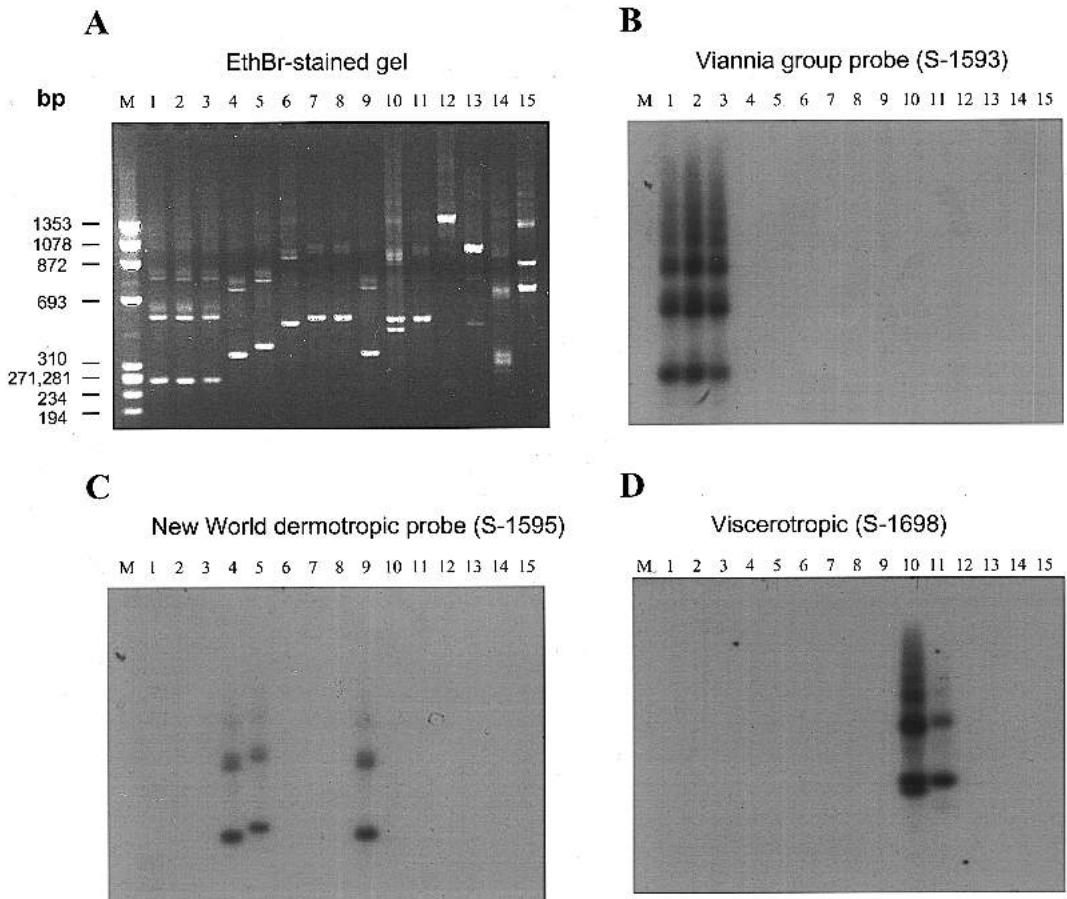 A
EthBr-stained gel
bp M 1 2 3 4 5 6 7 8 9 10 11 12 13 14 15
1353
1078
872
693
310
271,281
234
194
B
Viannia group probe (S-1593)
M 1 2 3 4 5 6 7 8 9 10 11 12 13 14 15
C
New World dermotropic probe (S-1595)
M 1 2 3 4 5 6 7 8 9 10 11 12 13 14 15
D
Viscerotropic (S-1698)
M 1 2 3 4 5 6 7 8 9 10 11 12 13 14 15